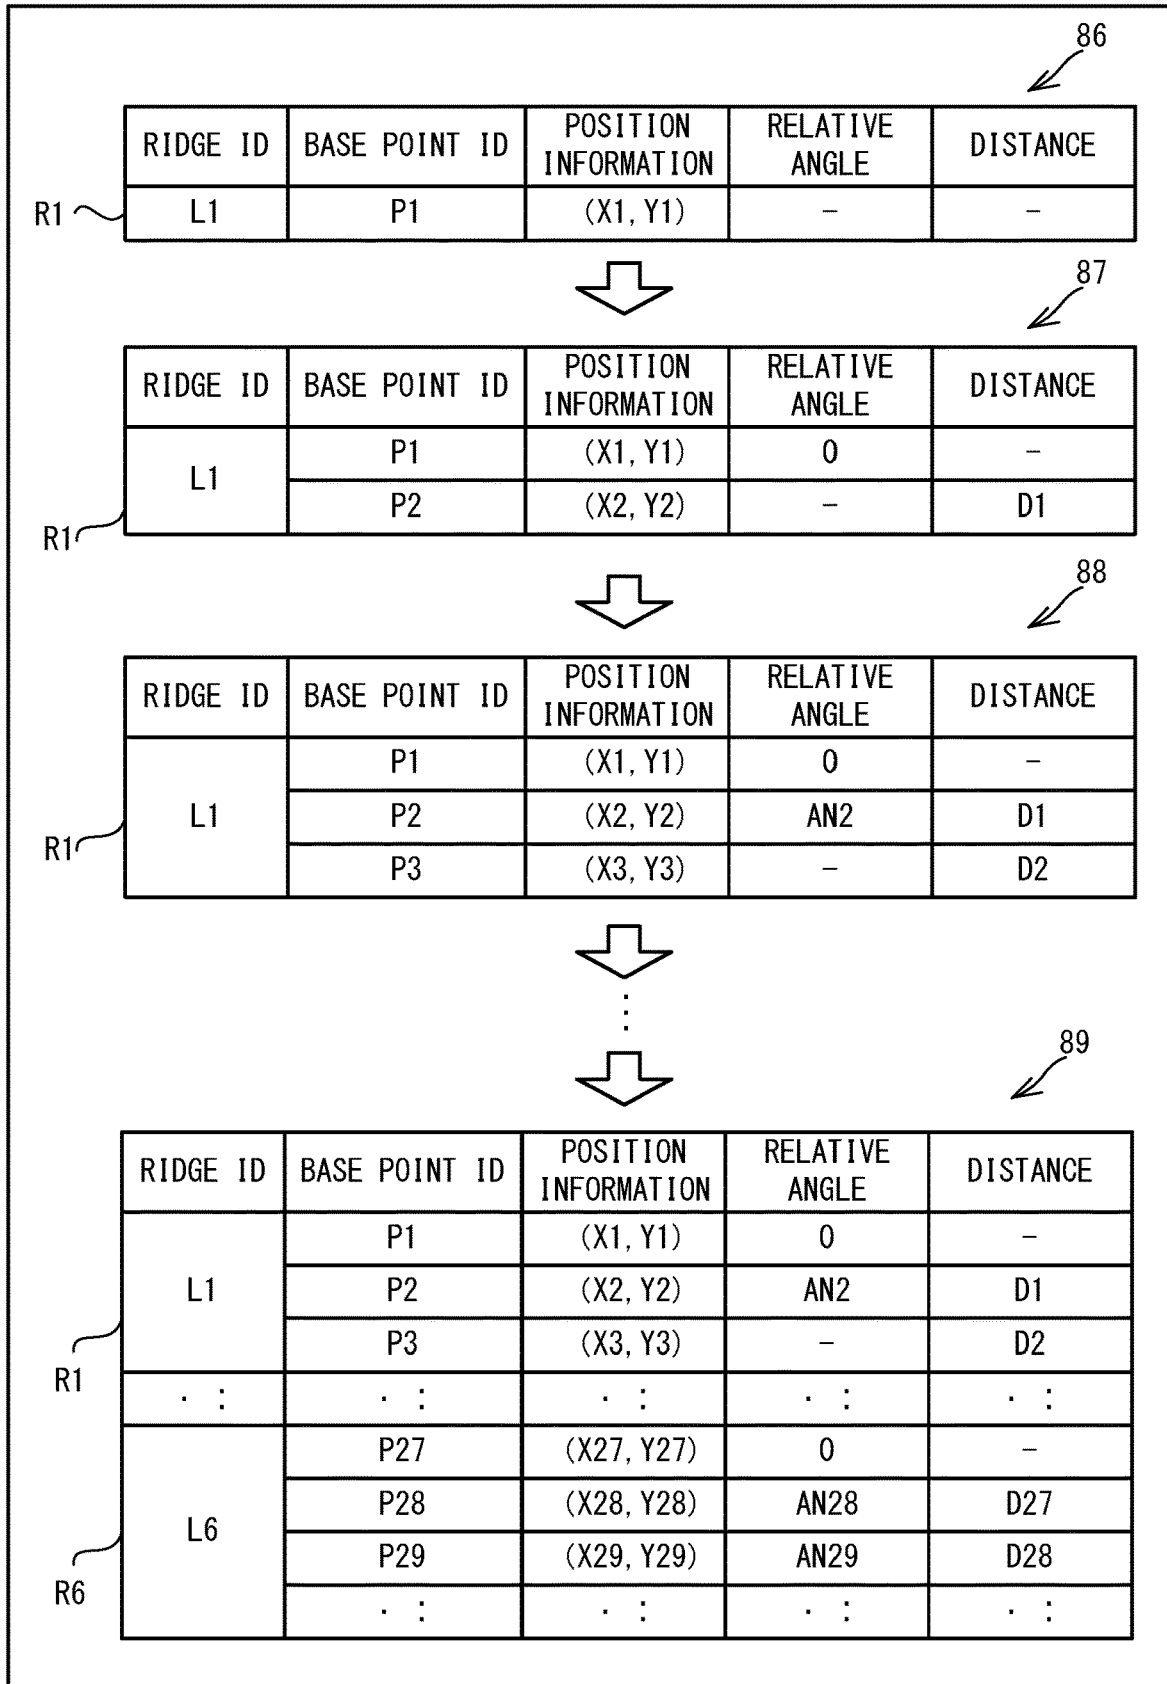 86
RIDGE ID BASE POINT ID POSITION INFORMATION RELATIVE ANGLE DISTANCE
R1 L1 P1 (X1, Y1) - -
87
RIDGE ID BASE POINT ID POSITION INFORMATION RELATIVE ANGLE DISTANCE
L1 P1 (X1, Y1) 0 -
P2 (X2, Y2) - D1
R1
88
RIDGE ID BASE POINT ID POSITION INFORMATION RELATIVE ANGLE DISTANCE
P1 (X1, Y1) 0 -
L1 P2 (X2, Y2) AN2 D1
R1
P3 (X3, Y3) - D2
89
RIDGE ID BASE POINT ID POSITION INFORMATION RELATIVE ANGLE DISTANCE
P1 (X1, Y1) 0 -
L1 P2 (X2, Y2) AN2 D1
P3 (X3, Y3) - D2
R1
P27 (X27, Y27) 0 -
L6 P28 (X28, Y28) AN28 D27
P29 (X29, Y29) AN29 D28
R6